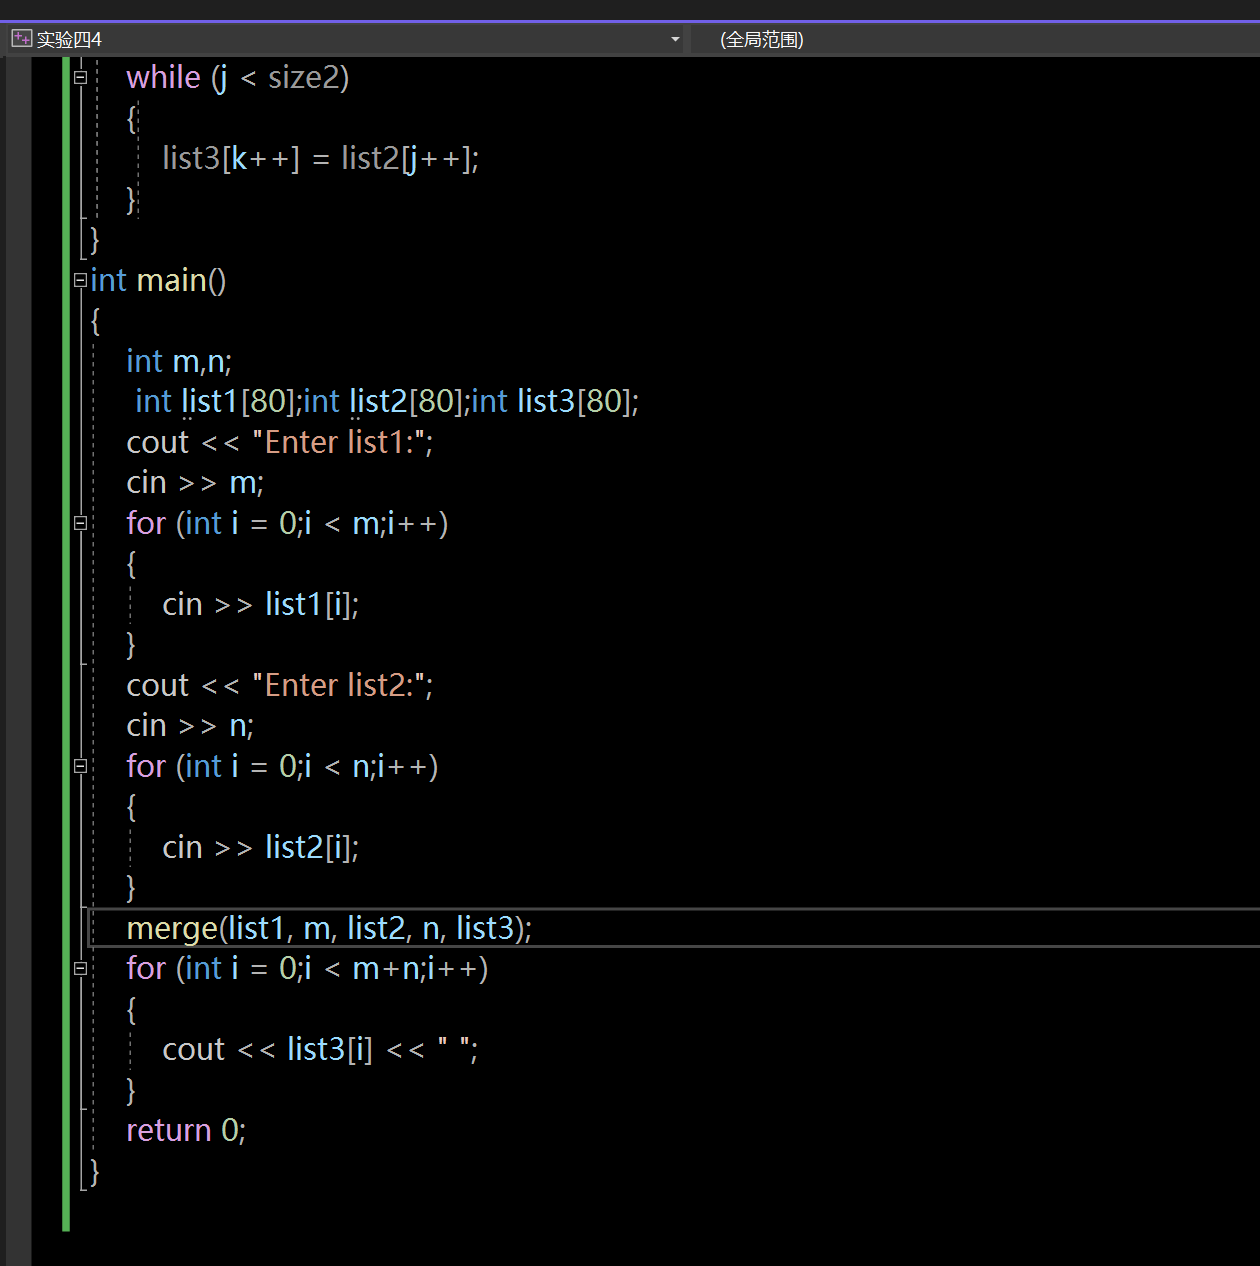 实验四4 (全局范围)
while (j < size2)
{
list3[k++] = list2[j++];
}
}
int main()
{
int m,n;
int list1[80];int list2[80];int list3[80];
cout << "Enter list1:";
cin >> m;
for (int i = 0;i < m;i++)
{
cin >> list1[i];
}
cout << "Enter list2:";
cin >> n;
for (int i = 0;i < n;i++)
{
cin >> list2[i];
}
merge(list1, m, list2, n, list3);
for (int i = 0;i < m+n;i++)
{
cout << list3[i] << " ";
}
return 0;
}